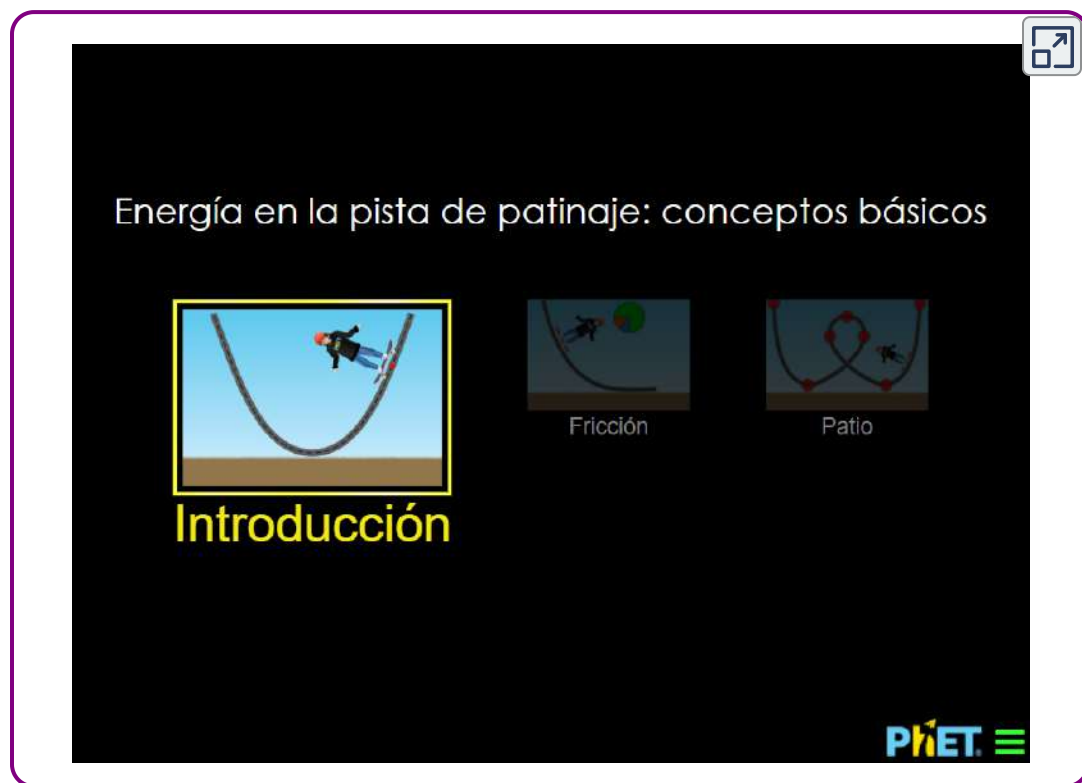 Energía en la pista de patinaje: conceptos básicos
Introducción
Fricción
Patio
PhET